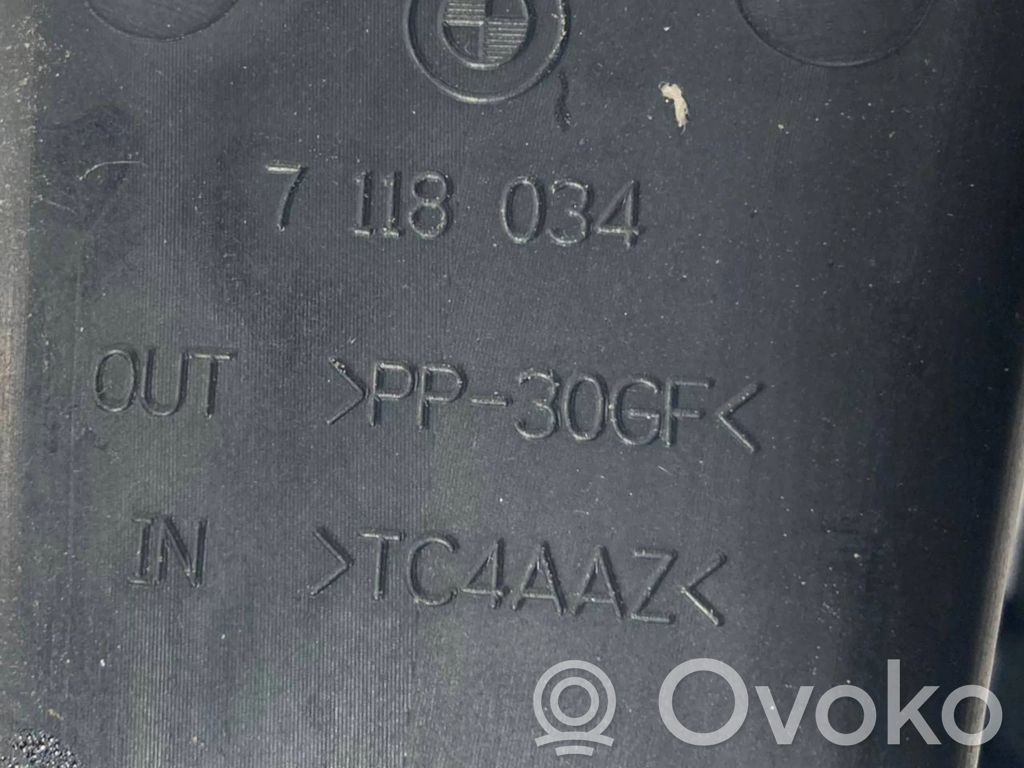 7 118 034
OUT >PP-30GF<
IN >TC4AAZ<
© Ovoko